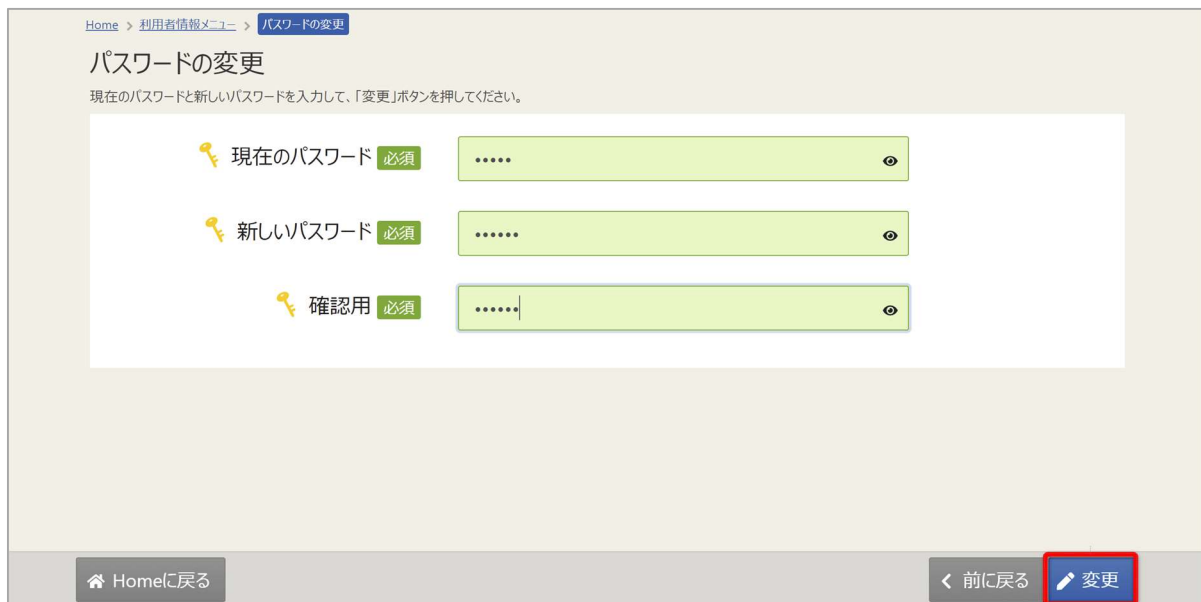 Home > 利用者情報メニュー > パスワードの変更
パスワードの変更
現在のパスワードと新しいパスワードを入力して、「変更」ボタンを押してください。
現在のパスワード 必須 •••••
新しいパスワード 必須 ••••••
確認用 必須 ••••••
Homeに戻る 前に戻る 変更